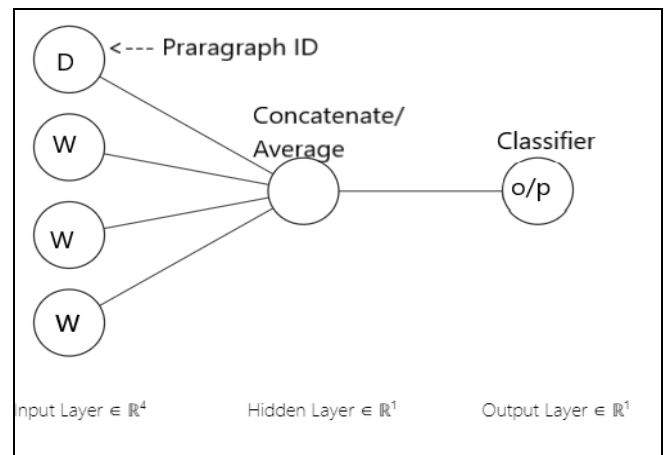 D
<--- Praragraph ID
W
W
W
Concatenate/
Average
Classifier
o/p
Input Layer ∈ ℝ⁴
Hidden Layer ∈ ℝ¹
Output Layer ∈ ℝ¹